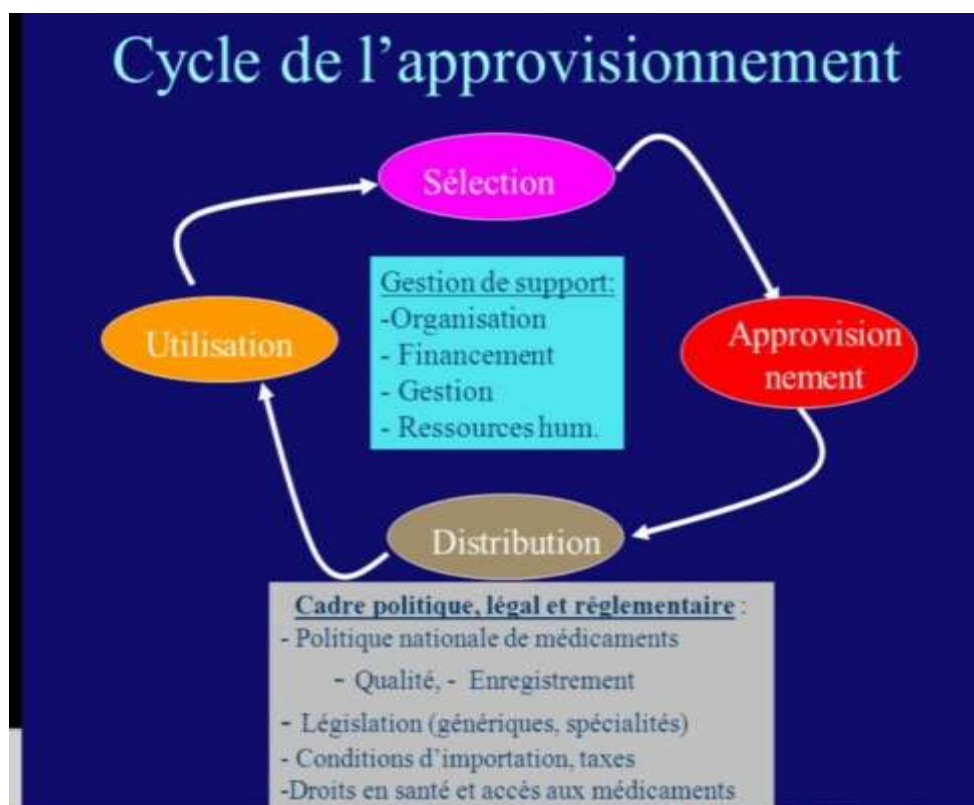 Cycle de l’approvisionnement
Sélection
Gestion de support:
-Organisation
- Financement
- Gestion
- Ressources hum.
Utilisation
Approvision
nement
Distribution
Cadre politique, légal et réglementaire :
- Politique nationale de médicaments
- Qualité, - Enregistrement
- Législation (génériques, spécialités)
- Conditions d’importation, taxes
-Droits en santé et accès aux médicaments